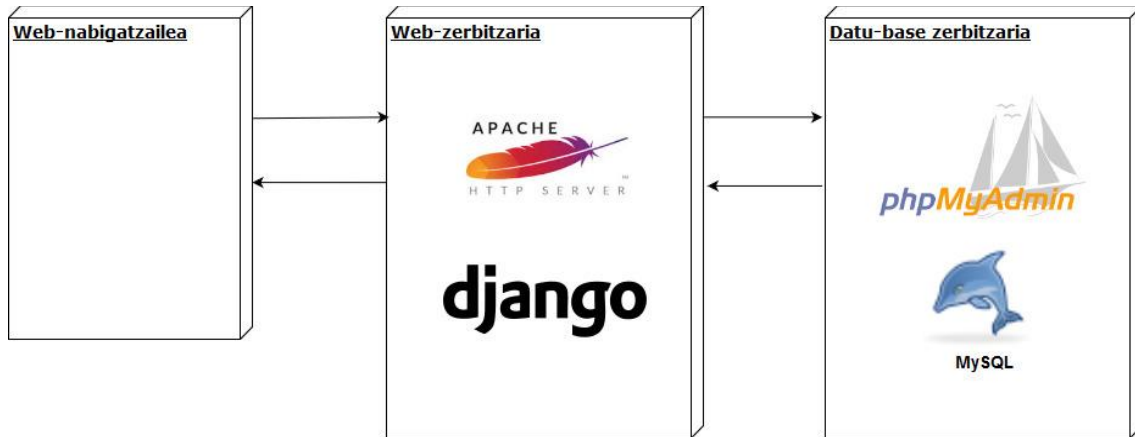 Web-nabigatzailea
Web-zerbitzaria
APACHE
HTTP SERVER
django
Datu-base zerbitzaria
phpMyAdmin
MySQL